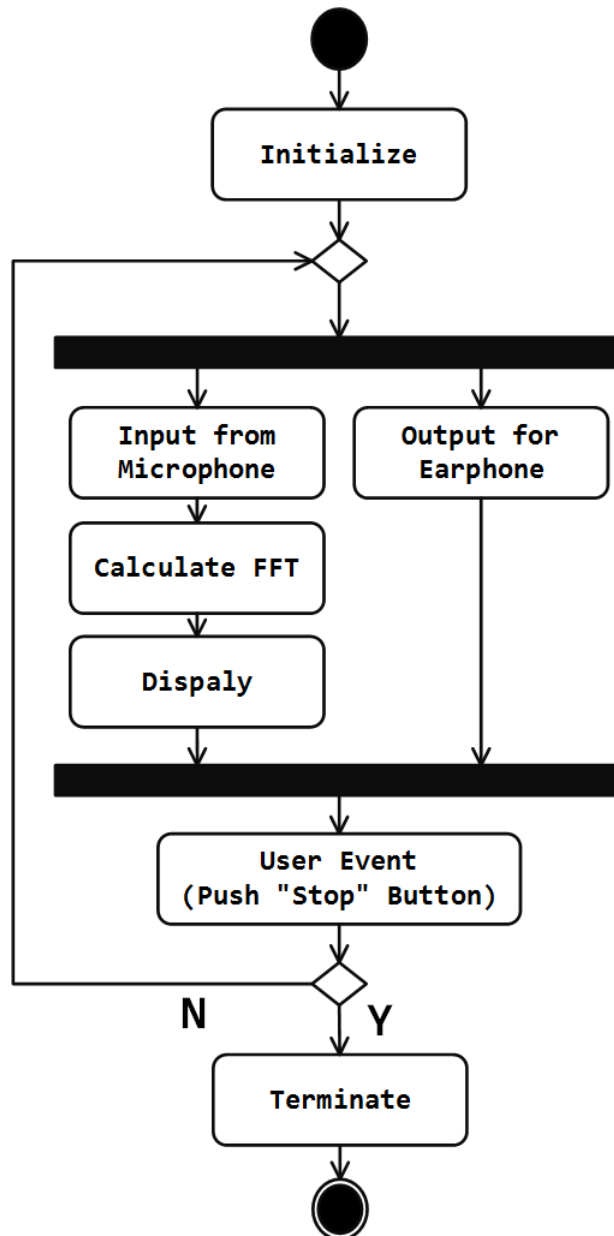 Initialize
Input from
Microphone
Output for
Earphone
Calculate FFT
Dispaly
User Event
(Push "Stop" Button)
N
Y
Terminate